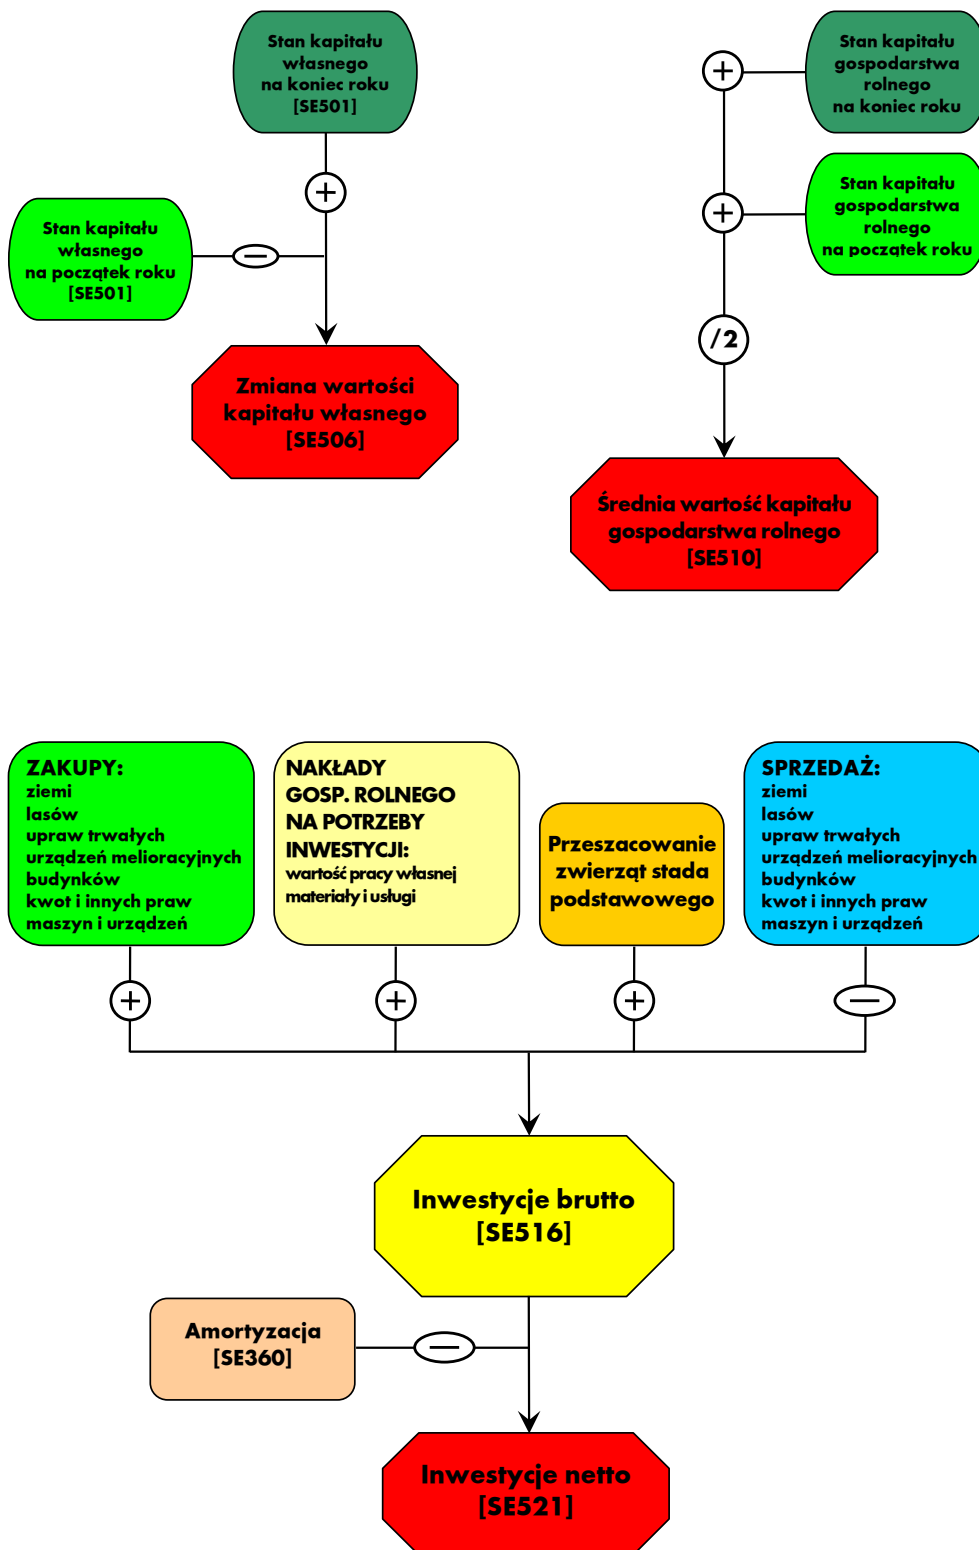 Stan kapitału
własnego
na koniec roku
[SE501]
+
Stan kapitału
własnego
na początek roku
[SE501]
−
Zmiana wartości
kapitału własnego
[SE506]
Stan kapitału
gospodarstwa
rolnego
na koniec roku
+
Stan kapitału
gospodarstwa
rolnego
na początek roku
+
/2
Średnia wartość kapitału
gospodarstwa rolnego
[SE510]
ZAKUPY:
ziemi
lasów
upraw trwałych
urządzeń melioracyjnych
budynków
kwot i innych praw
maszyn i urządzeń
NAKŁADY
GOSP. ROLNEGO
NA POTRZEBY
INWESTYCJI:
wartość pracy własnej
materiały i usługi
Przeszacowanie
zwierząt stada
podstawowego
SPRZEDAŻ:
ziemi
lasów
upraw trwałych
urządzeń melioracyjnych
budynków
kwot i innych praw
maszyn i urządzeń
+
+
+
−
Inwestycje brutto
[SE516]
Amortyzacja
[SE360]
−
Inwestycje netto
[SE521]